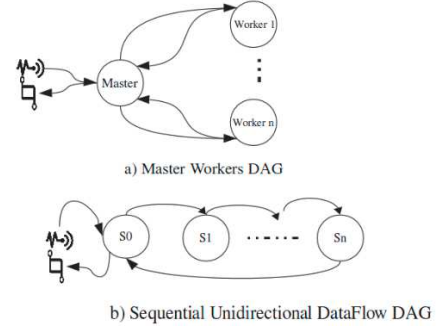 Worker 1
Master
Worker n
a) Master Workers DAG
S0
S1
Sn
b) Sequential Unidirectional DataFlow DAG